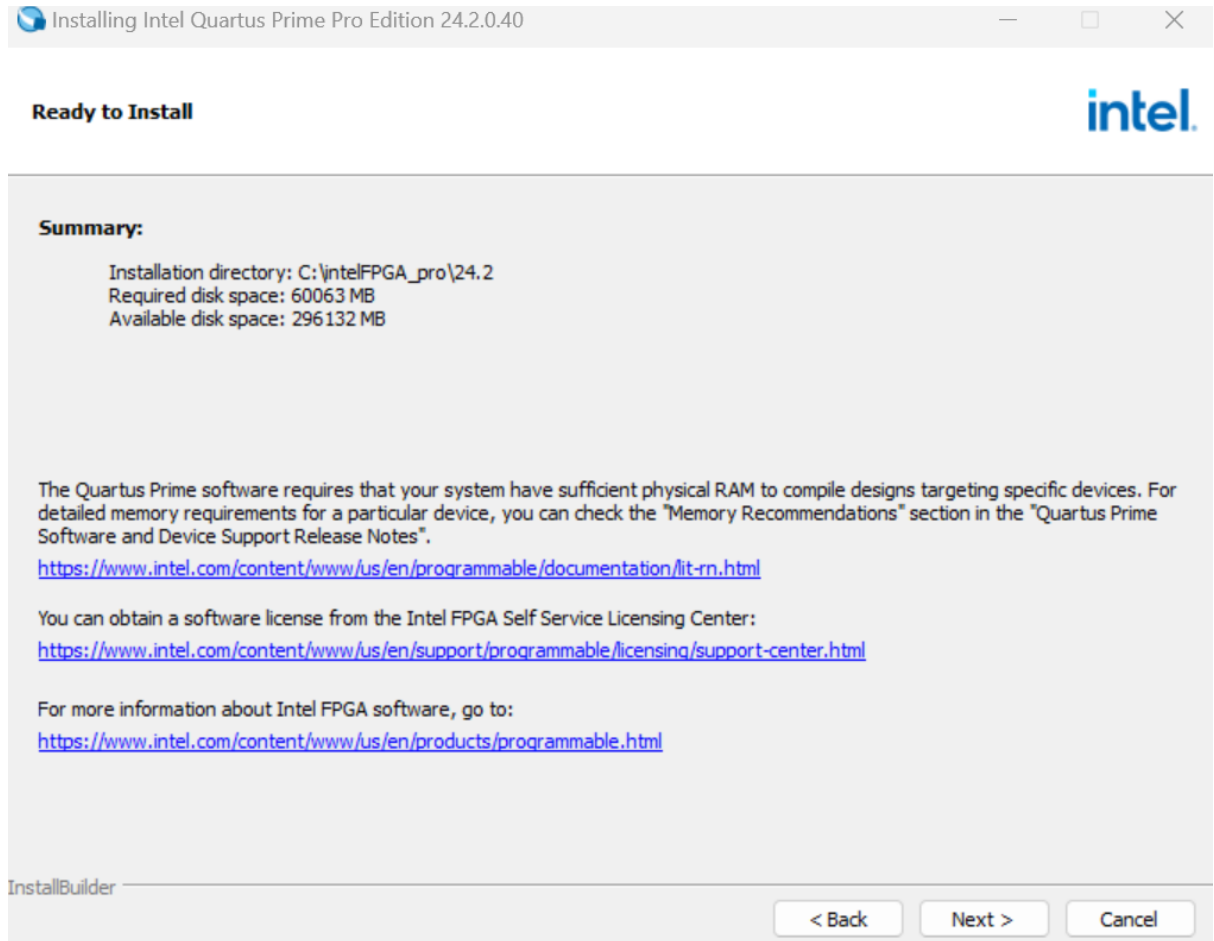 Installing Intel Quartus Prime Pro Edition 24.2.0.40
Ready to Install
intel.
Summary:
Installation directory: C:\intelFPGA_pro\24.2
Required disk space: 60063 MB
Available disk space: 296132 MB
The Quartus Prime software requires that your system have sufficient physical RAM to compile designs targeting specific devices. For
detailed memory requirements for a particular device, you can check the "Memory Recommendations" section in the "Quartus Prime
Software and Device Support Release Notes".
https://www.intel.com/content/www/us/en/programmable/documentation/lit-rn.html
You can obtain a software license from the Intel FPGA Self Service Licensing Center:
https://www.intel.com/content/www/us/en/support/programmable/licensing/support-center.html
For more information about Intel FPGA software, go to:
https://www.intel.com/content/www/us/en/products/programmable.html
InstallBuilder
< Back Next > Cancel